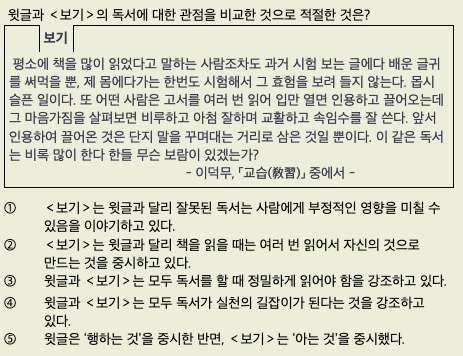 윗글과 <보기>의 독서에 대한 관점을 비교한 것으로 적절한 것은?
보기
평소에 책을 많이 읽었다고 말하는 사람조차도 과거 시험 보는 글에다 배운 글귀
를 써먹을 뿐, 제 몸에다가는 한번도 시험해서 그 효험을 보려 들지 않는다. 몹시
슬픈 일이다. 또 어떤 사람은 고서를 여러 번 읽어 입만 열면 인용하고 끌어오는데
그 마음가짐을 살펴보면 비루하고 아첨 잘하며 교활하고 속임수를 잘 쓴다. 앞서
인용하여 끌어온 것은 단지 말을 꾸며대는 거리로 삼은 것일 뿐이다. 이 같은 독서
는 비록 많이 한다 한들 무슨 보람이 있겠는가?
- 이덕무, 「교습(敎習)」 중에서 -
① <보기>는 윗글과 달리 잘못된 독서는 사람에게 부정적인 영향을 미칠 수
있음을 이야기하고 있다.
② <보기>는 윗글과 달리 책을 읽을 때는 여러 번 읽어서 자신의 것으로
만드는 것을 중시하고 있다.
③ 윗글과 <보기>는 모두 독서를 할 때 정밀하게 읽어야 함을 강조하고 있다.
④ 윗글과 <보기>는 모두 독서가 실천의 길잡이가 된다는 것을 강조하고
있다.
⑤ 윗글은 ‘행하는 것’을 중시한 반면, <보기>는 ‘아는 것’을 중시했다.